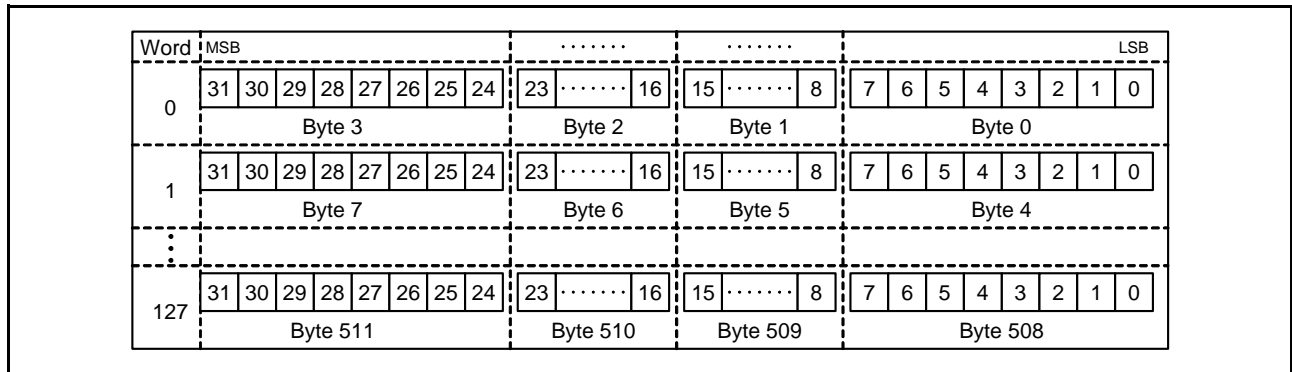 Word MSB ······· ······· LSB
0 31 30 29 28 27 26 25 24 23 ······· 16 15 ······· 8 7 6 5 4 3 2 1 0
Byte 3 Byte 2 Byte 1 Byte 0
1 31 30 29 28 27 26 25 24 23 ······· 16 15 ······· 8 7 6 5 4 3 2 1 0
Byte 7 Byte 6 Byte 5 Byte 4
⋮
127 31 30 29 28 27 26 25 24 23 ······· 16 15 ······· 8 7 6 5 4 3 2 1 0
Byte 511 Byte 510 Byte 509 Byte 508